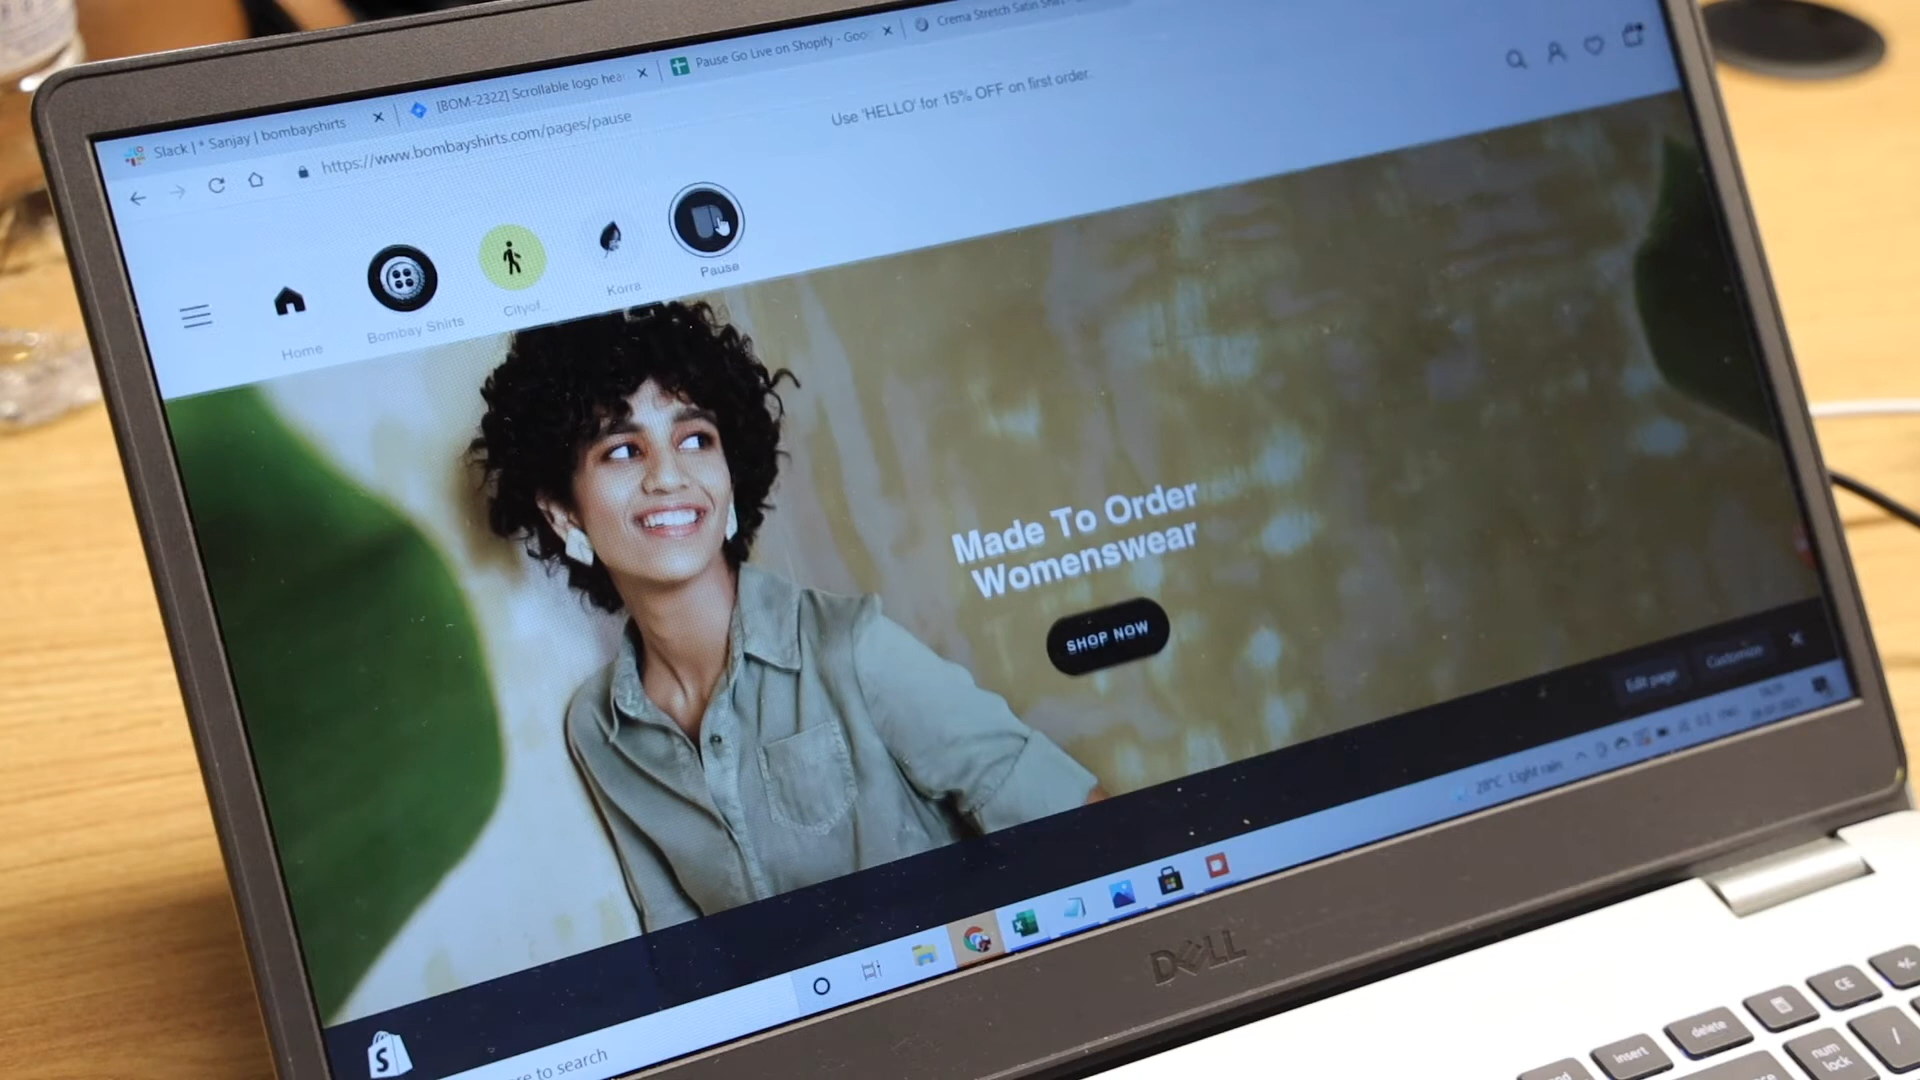 Slack | * Sanjay | bombayshirts
[BOM-2322] Scrollable logo hea
Pause Go Live on Shopify - Goo
Crema Stretch Satin
https://www.bombayshirts.com/pages/pause
Use 'HELLO' for 15% OFF on first order.
Home
Bombay Shirts
Cityof...
Korra
Pause
Made To Order
Womenswear
SHOP NOW
Edit page
Customize
28°C Light rain
re to search
DELL
insert
delete
CE
+/-
num
lock
/